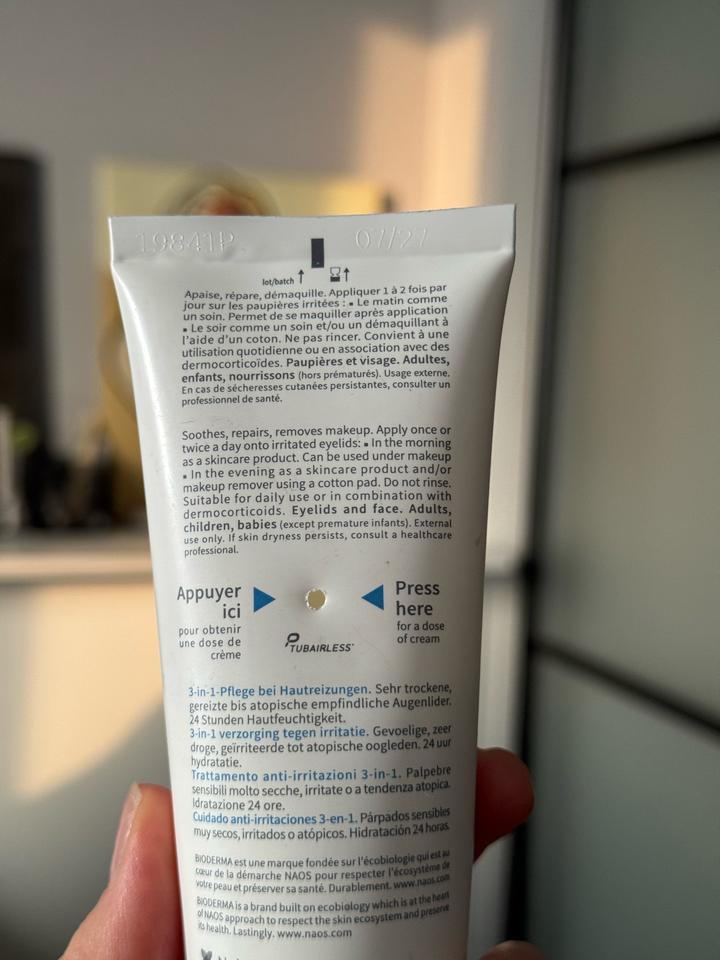 19841P
07/27
lot/batch
Apaise, répare, démaquille. Appliquer 1 à 2 fois par
jour sur les paupières irritées : ▪ Le matin comme
un soin. Permet de se maquiller après application
▪ Le soir comme un soin et/ou un démaquillant à
l'aide d'un coton. Ne pas rincer. Convient à une
utilisation quotidienne ou en association avec des
dermocorticoïdes. Paupières et visage. Adultes,
enfants, nourrissons (hors prématurés). Usage externe.
En cas de sécheresses cutanées persistantes, consulter un
professionnel de santé.
Soothes, repairs, removes makeup. Apply once or
twice a day onto irritated eyelids: ▪ In the morning
as a skincare product. Can be used under makeup
▪ In the evening as a skincare product and/or
makeup remover using a cotton pad. Do not rinse.
Suitable for daily use or in combination with
dermocorticoids. Eyelids and face. Adults,
children, babies (except premature infants). External
use only. If skin dryness persists, consult a healthcare
professional.
Appuyer
ici
pour obtenir
une dose de
crème
Press
here
for a dose
of cream
TUBAIRLESS
3-in-1-Pflege bei Hautreizungen. Sehr trockene,
gereizte bis atopische empfindliche Augenlider.
24 Stunden Hautfeuchtigkeit.
3-in-1 verzorging tegen irritatie. Gevoelige, zeer
droge, geïrriteerde tot atopische oogleden. 24 uur
hydratatie.
Trattamento anti-irritazioni 3-in-1. Palpebre
sensibili molto secche, irritate o a tendenza atopica.
Idratazione 24 ore.
Cuidado anti-irritaciones 3-en-1. Párpados sensibles
muy secos, irritados o atópicos. Hidratación 24 horas.
BIODERMA est une marque fondée sur l'écobiologie qui est au
cœur de la démarche NAOS pour respecter l'écosystème de
votre peau et préserver sa santé. Durablement. www.naos.com
BIODERMA is a brand built on ecobiology which is at the heart
of NAOS approach to respect the skin ecosystem and preserve
its health. Lastingly. www.naos.com